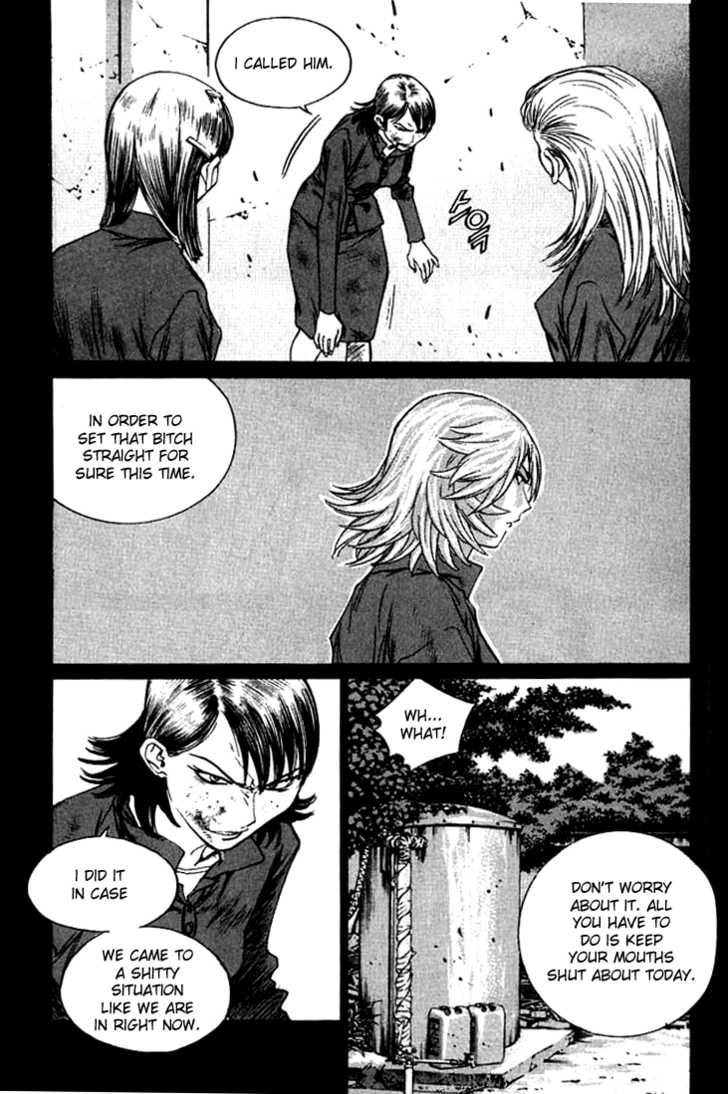 I CALLED HIM.
스윽
IN ORDER TO
SET THAT BITCH
STRAIGHT FOR
SURE THIS TIME.
WH...
WHAT!
I DID IT
IN CASE
WE CAME TO
A SHITTY
SITUATION
LIKE WE ARE
IN RIGHT NOW.
DON'T WORRY
ABOUT IT. ALL
YOU HAVE TO
DO IS KEEP
YOUR MOUTHS
SHUT ABOUT TODAY.